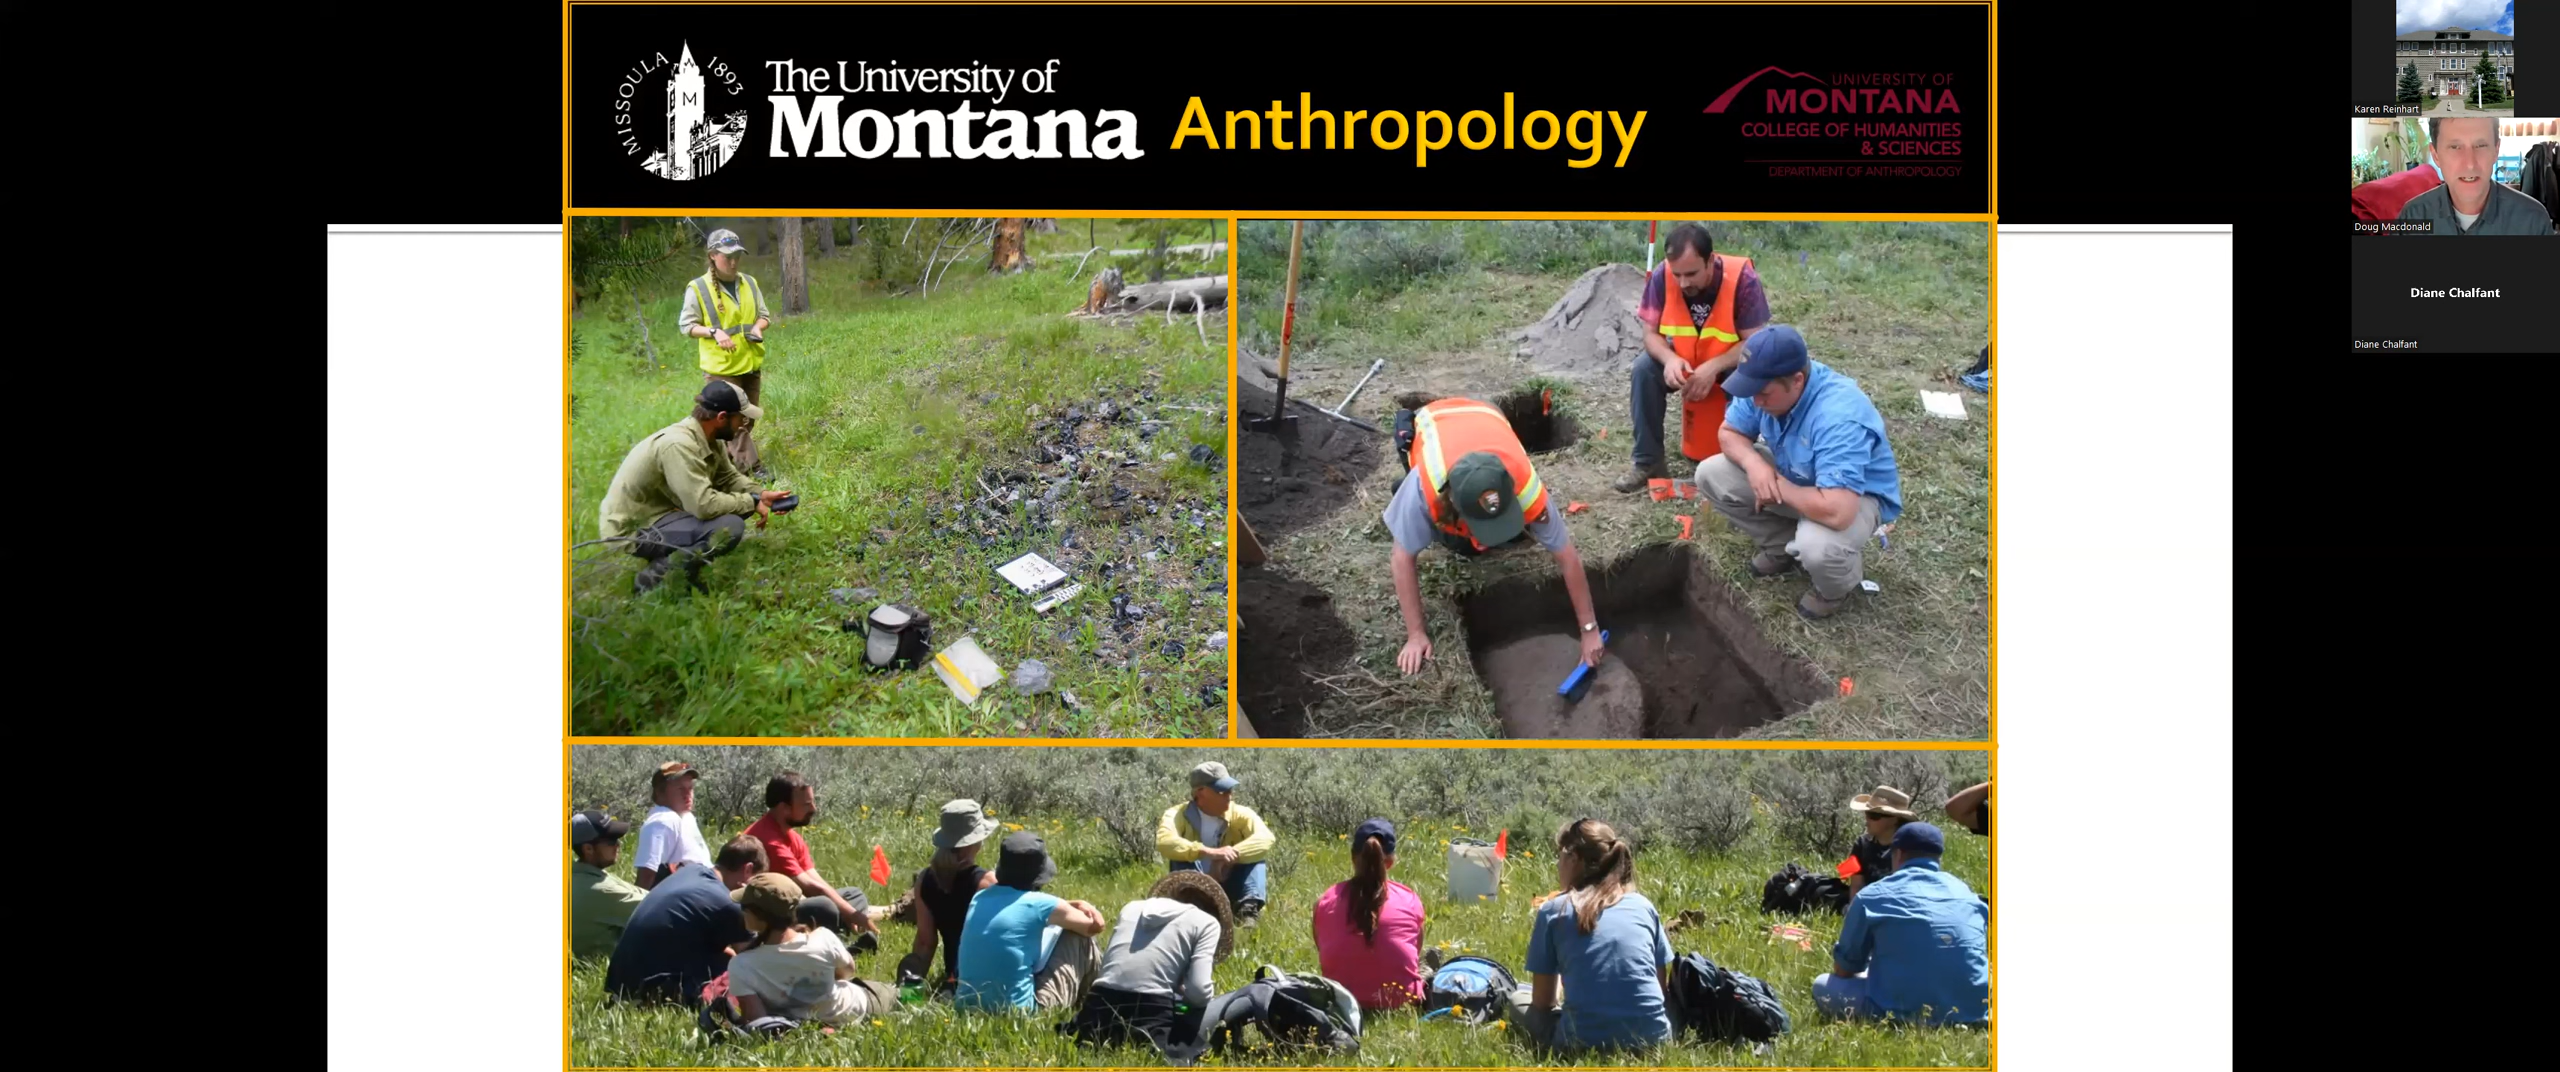 MISSOULA 1893
M
The University of
Montana
Anthropology
UNIVERSITY OF
MONTANA
COLLEGE OF HUMANITIES
& SCIENCES
DEPARTMENT OF ANTHROPOLOGY
Karen Reinhart
Doug Macdonald
Diane Chalfant
Diane Chalfant